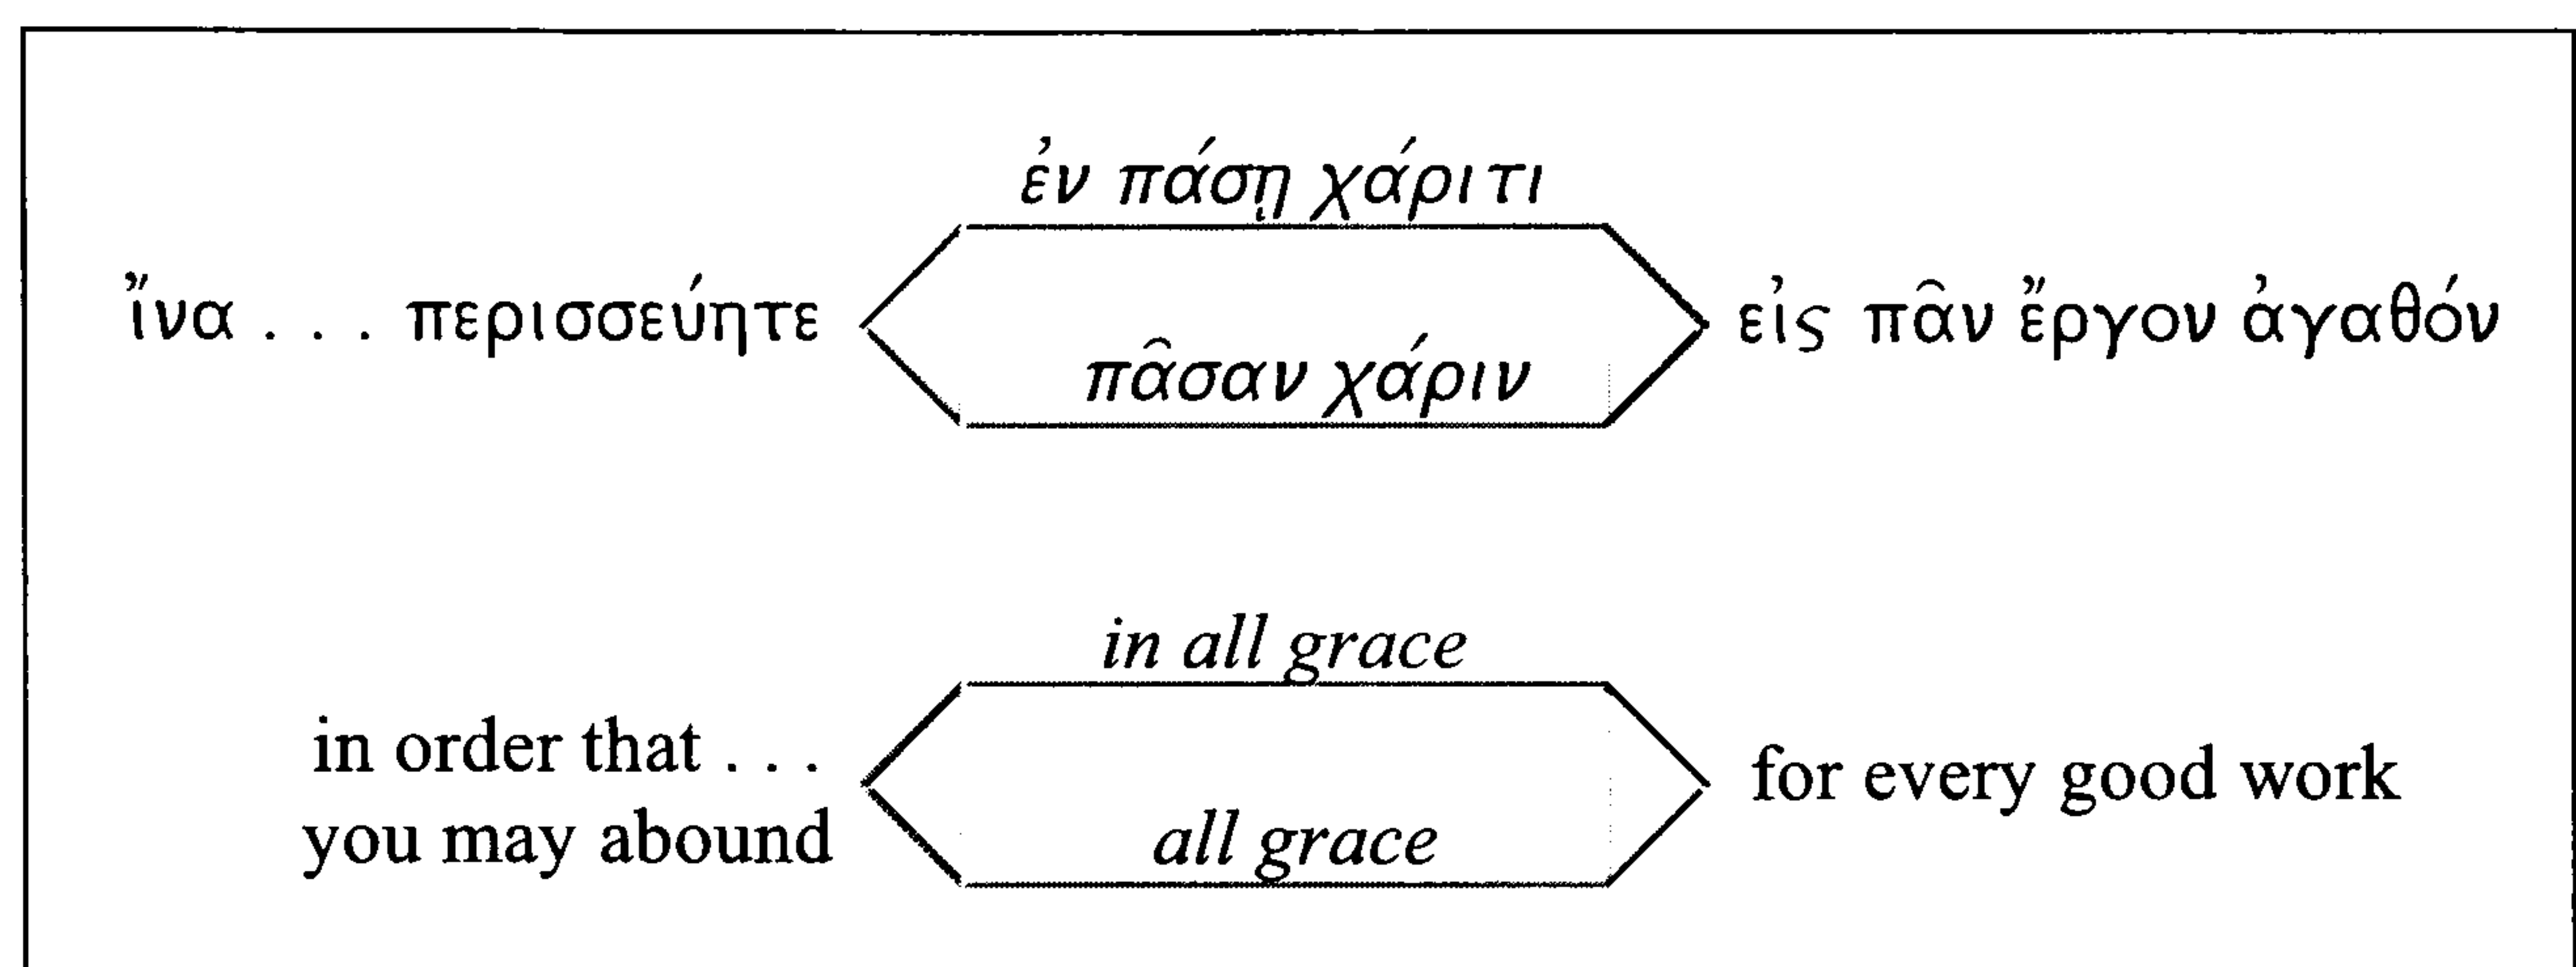 ἴνα . . . περισσεύητε
ἐν πάσῃ χάριτι
πᾶσαν χάριν
εἰς πᾶν ἔργον ἀγαθόν
in order that . . .
you may abound
in all grace
all grace
for every good work